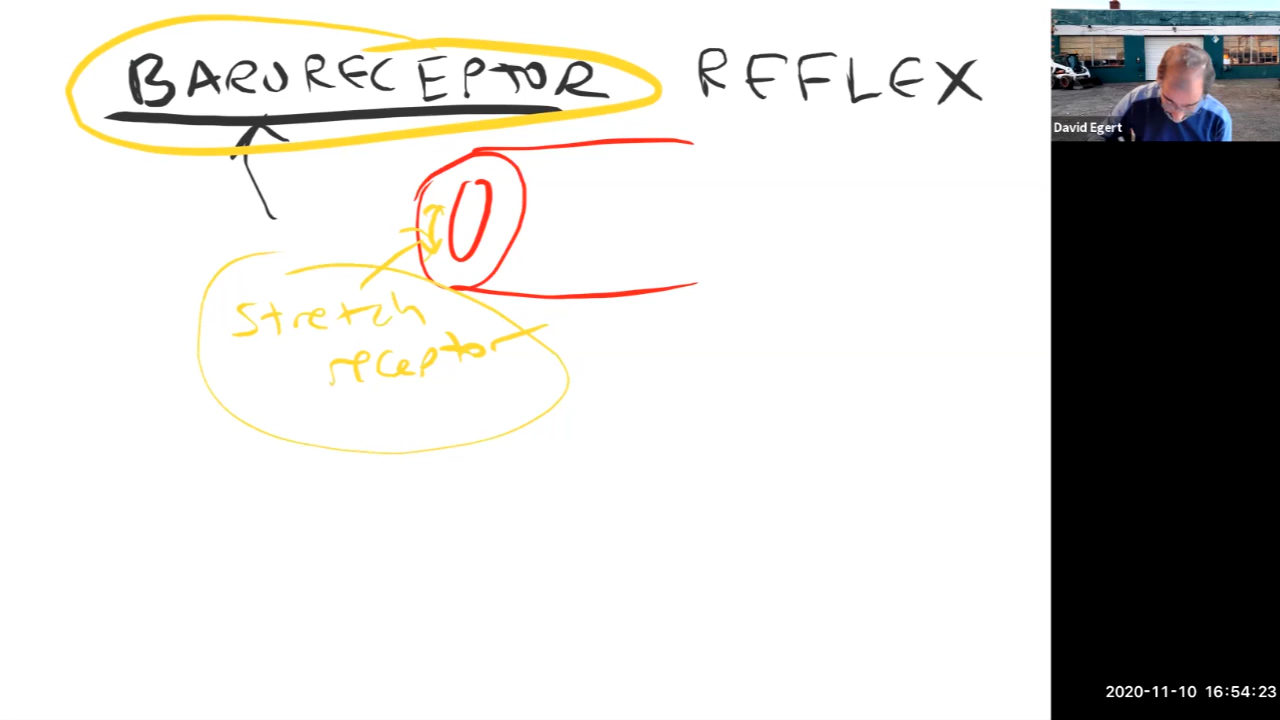 BARORECEPTOR REFLEX
David Egert
Stretch
receptor
2020-11-10 16:54:23